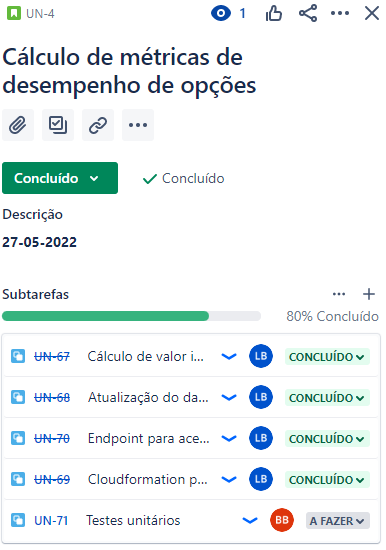 UN-4
1
Cálculo de métricas de
desempenho de opções
Concluído
Concluído
Descrição
27-05-2022
Subtarefas
80% Concluído
UN-67 Cálculo de valor i... LB CONCLUÍDO
UN-68 Atualização do da... LB CONCLUÍDO
UN-70 Endpoint para ace... LB CONCLUÍDO
UN-69 Cloudformation p... LB CONCLUÍDO
UN-71 Testes unitários BB A FAZER